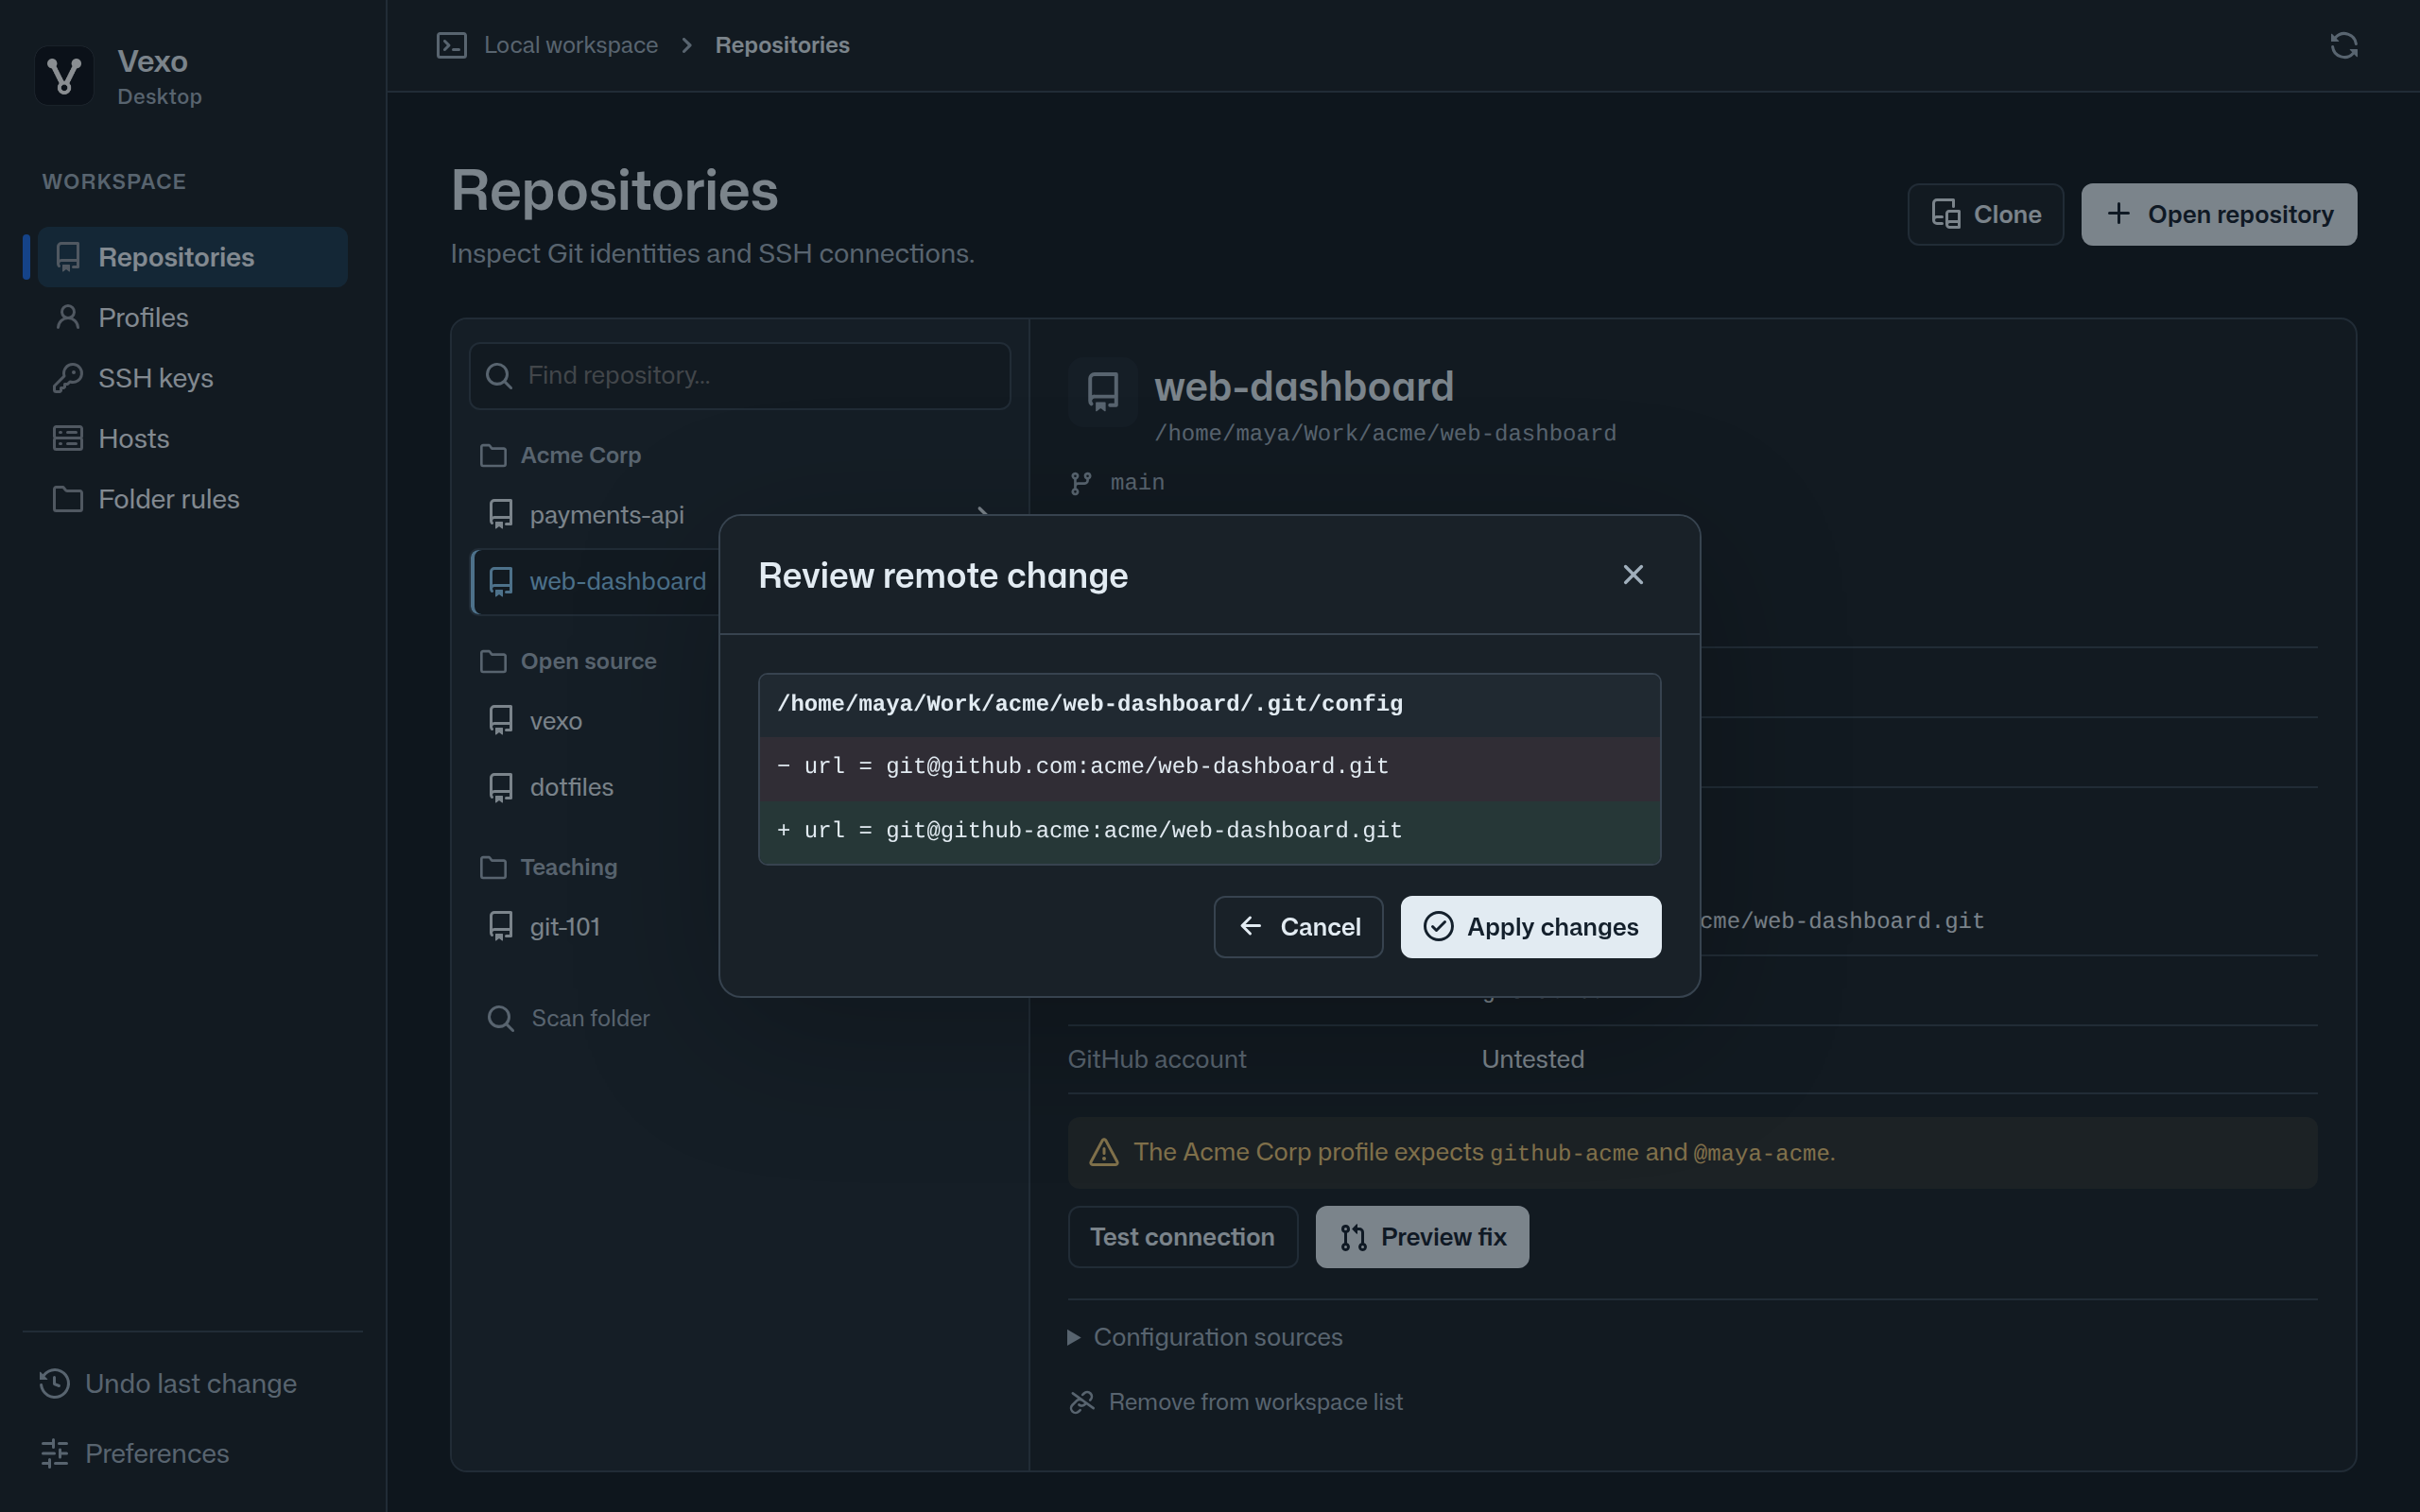 Vexo
Desktop
WORKSPACE
Repositories
Profiles
SSH keys
Hosts
Folder rules
Undo last change
Preferences
Local workspace
Repositories
Repositories
Inspect Git identities and SSH connections.
Clone
Open repository
Find repository...
Acme Corp
payments-api
web-dashboard
Open source
vexo
dotfiles
Teaching
git-101
Scan folder
web-dashboard
/home/maya/Work/acme/web-dashboard
main
Review remote change
/home/maya/Work/acme/web-dashboard/.git/config
− url = git@github.com:acme/web-dashboard.git
+ url = git@github-acme:acme/web-dashboard.git
Cancel
Apply changes
cme/web-dashboard.git
GitHub account
Untested
The Acme Corp profile expects github-acme and @maya-acme.
Test connection
Preview fix
Configuration sources
Remove from workspace list